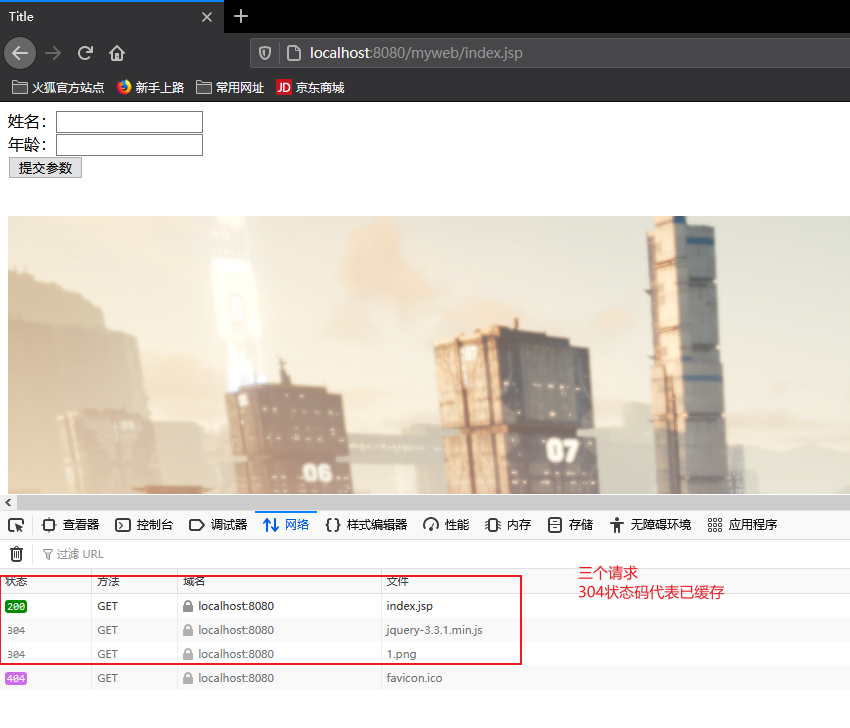 Title
localhost:8080/myweb/index.jsp
火狐官方站点 新手上路 常用网址 JD 京东商城
姓名：
年龄：
提交参数
05
06
07
查看器 控制台 调试器 网络 样式编辑器 性能 内存 存储 无障碍环境 应用程序
过滤 URL
状态 方法 域名 文件
200 GET localhost:8080 index.jsp
304 GET localhost:8080 jquery-3.3.1.min.js
304 GET localhost:8080 1.png
404 GET localhost:8080 favicon.ico
三个请求
304状态码代表已缓存